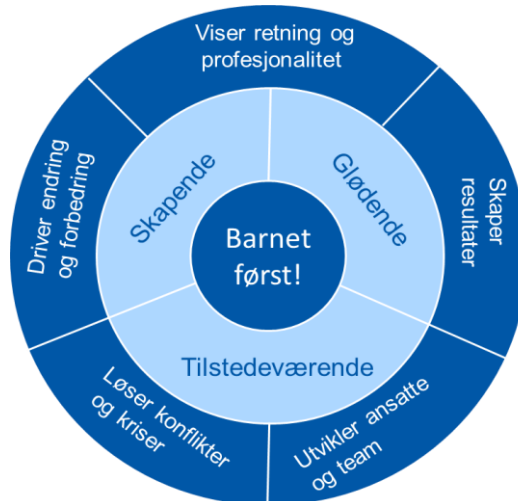 Viser retning og
profesjonalitet
Skaper
resultater
Utvikler ansatte
og team
Løser konflikter
og kriser
Driver endring
og forbedring
Skapende
Glødende
Tilstedeværende
Barnet
først!